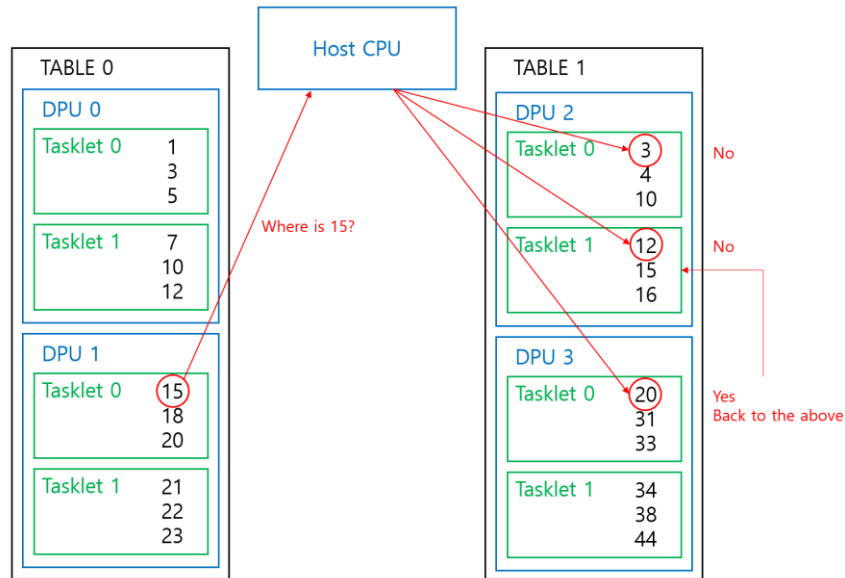 Host CPU
TABLE 0
DPU 0
Tasklet 0 1
3
5
Tasklet 1 7
10
12
DPU 1
Tasklet 0 15
18
20
Tasklet 1 21
22
23
Where is 15?
TABLE 1
DPU 2
Tasklet 0 3
4
10
No
Tasklet 1 12
15
16
No
DPU 3
Tasklet 0 20
31
33
Yes
Back to the above
Tasklet 1 34
38
44